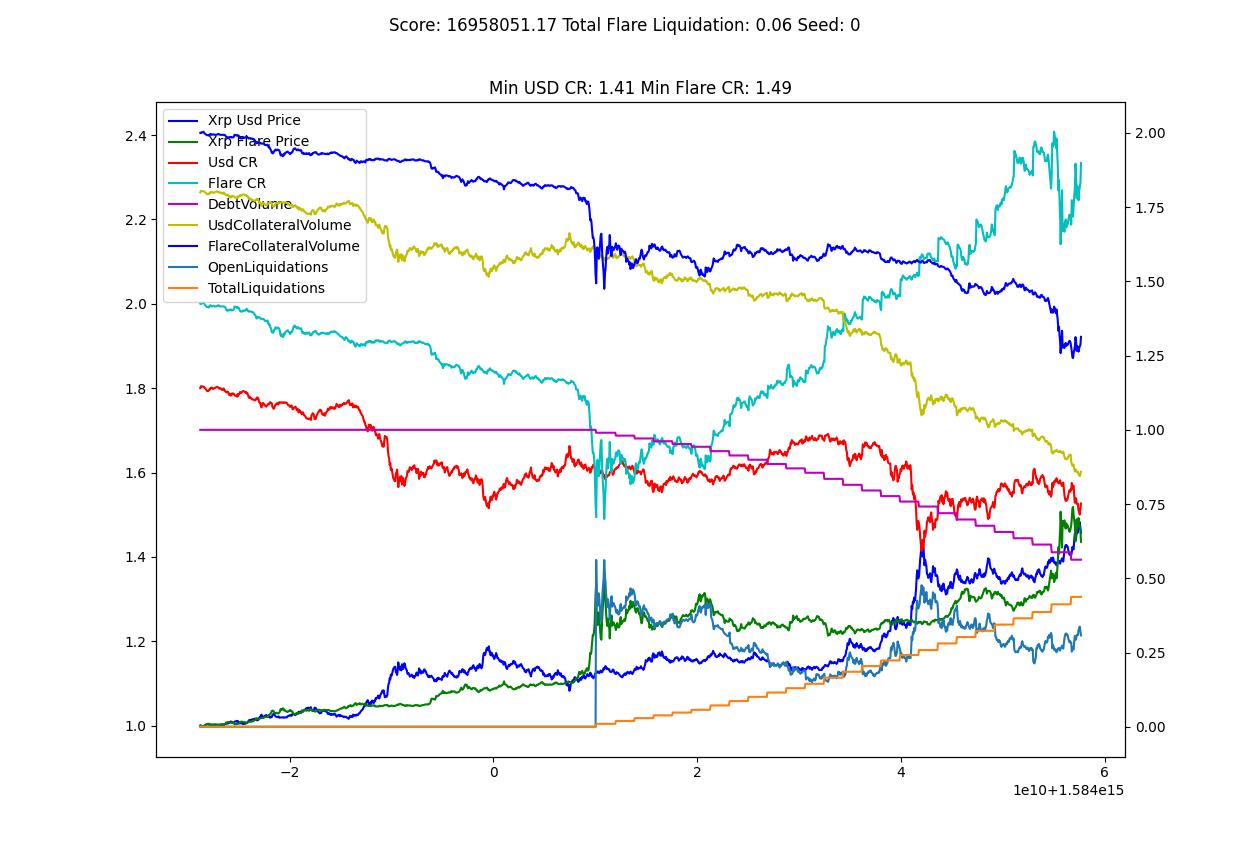 Score: 16958051.17 Total Flare Liquidation: 0.06 Seed: 0
Min USD CR: 1.41 Min Flare CR: 1.49
Xrp Usd Price
Xrp Flare Price
Usd CR
Flare CR
DebtVolume
UsdCollateralVolume
FlareCollateralVolume
OpenLiquidations
TotalLiquidations
2.4
2.2
2.0
1.8
1.6
1.4
1.2
1.0
2.00
1.75
1.50
1.25
1.00
0.75
0.50
0.25
0.00
−2 0 2 4 6
1e10+1.584e15